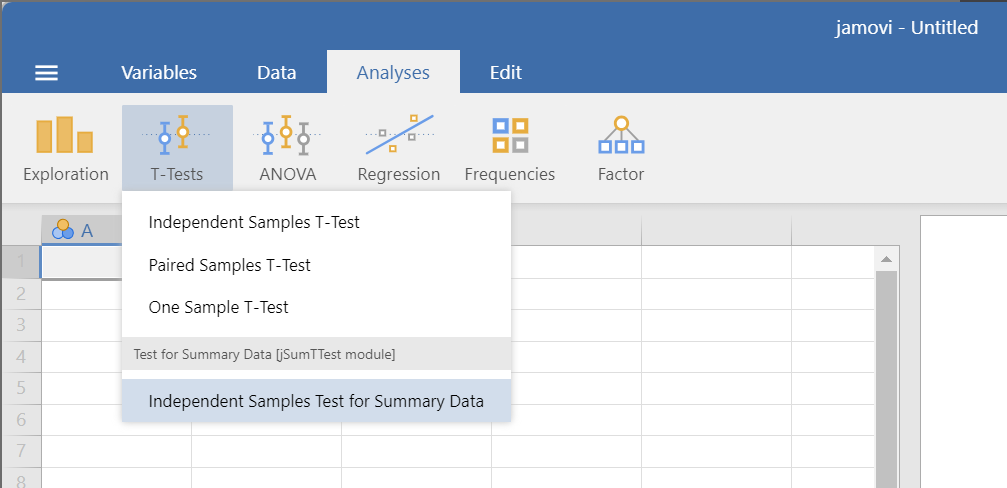 jamovi - Untitled
Variables Data Analyses Edit
Exploration T-Tests ANOVA Regression Frequencies Factor
Independent Samples T-Test
Paired Samples T-Test
One Sample T-Test
Test for Summary Data [jSumTTest module]
Independent Samples Test for Summary Data
A
1
2
3
4
5
6
7
8